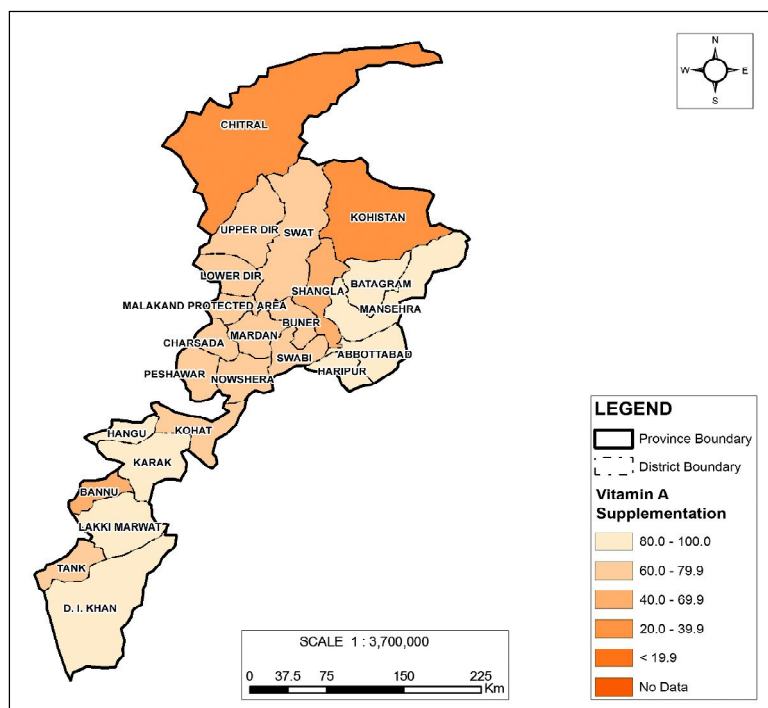 N
W E
S
CHITRAL
KOHISTAN
UPPER DIR
SWAT
LOWER DIR
SHANGLA
BATAGRAM
MALAKAND PROTECTED AREA
MANSEHRA
BUNER
MARDAN
CHARSADA
SWABI
ABBOTTABAD
HARIPUR
PESHAWAR
NOWSHERA
HANGU
KOHAT
KARAK
BANNU
LAKKI MARWAT
TANK
D. I. KHAN
LEGEND
Province Boundary
District Boundary
Vitamin A
Supplementation
80.0 - 100.0
60.0 - 79.9
40.0 - 69.9
20.0 - 39.9
< 19.9
No Data
SCALE 1 : 3,700,000
0 37.5 75 150 225
Km